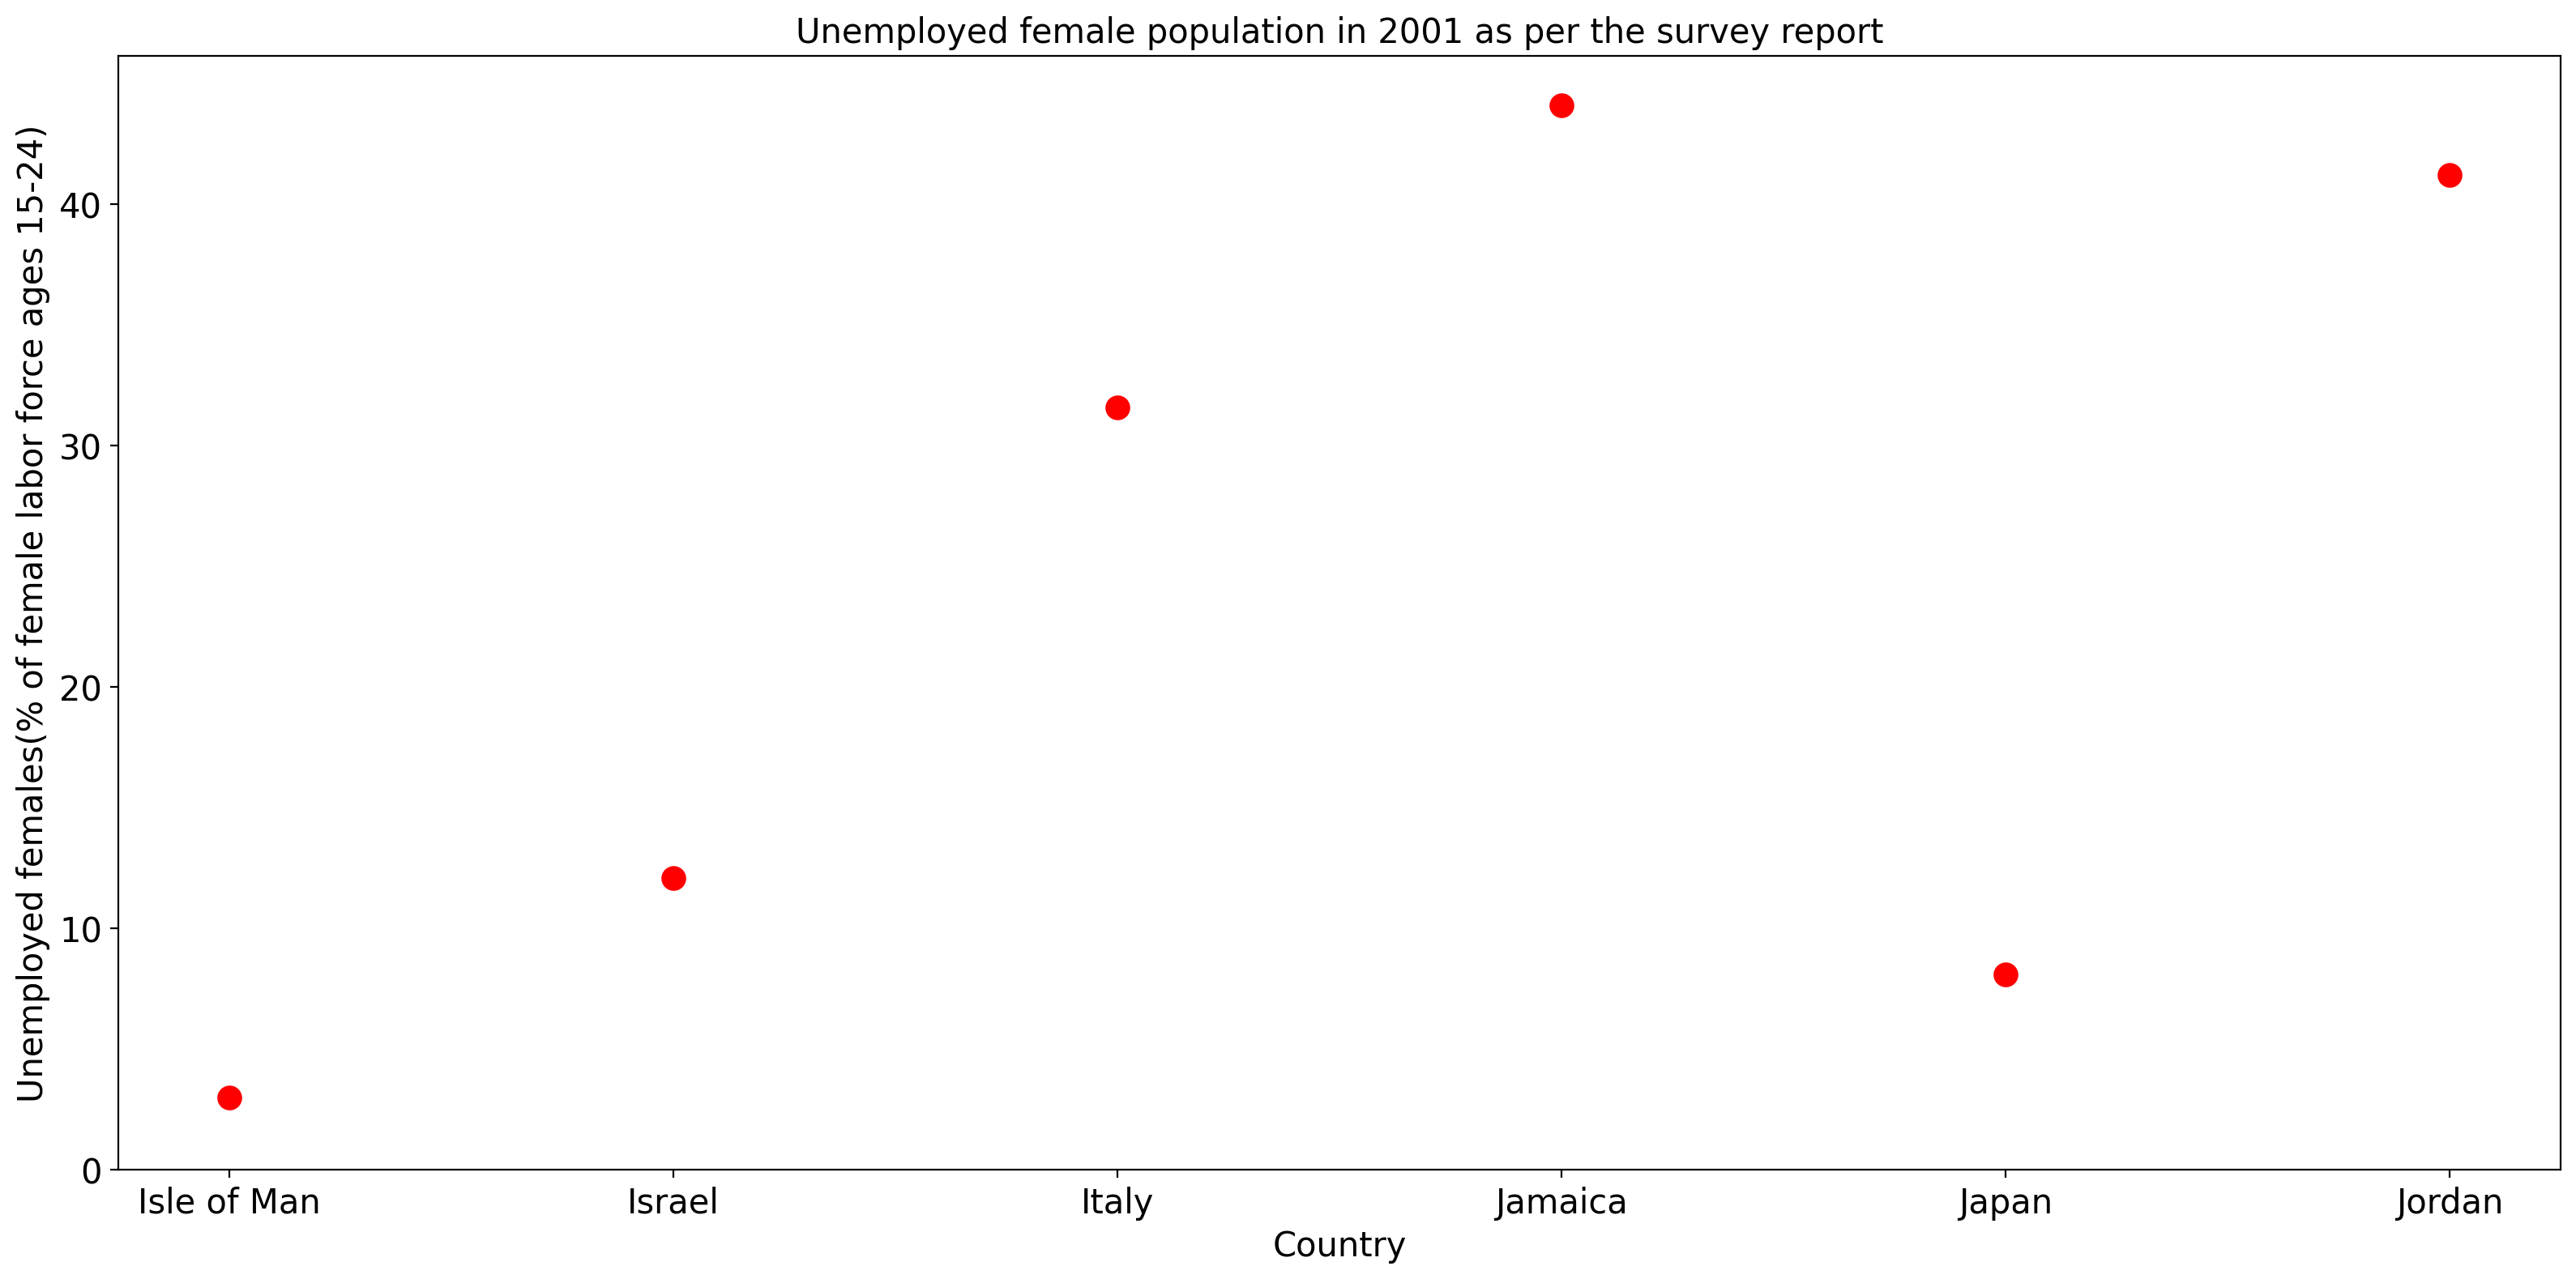 Unemployed female population in 2001 as per the survey report
Unemployed females(% of female labor force ages 15-24)
40
30
20
10
0
Isle of Man
Israel
Italy
Jamaica
Japan
Jordan
Country